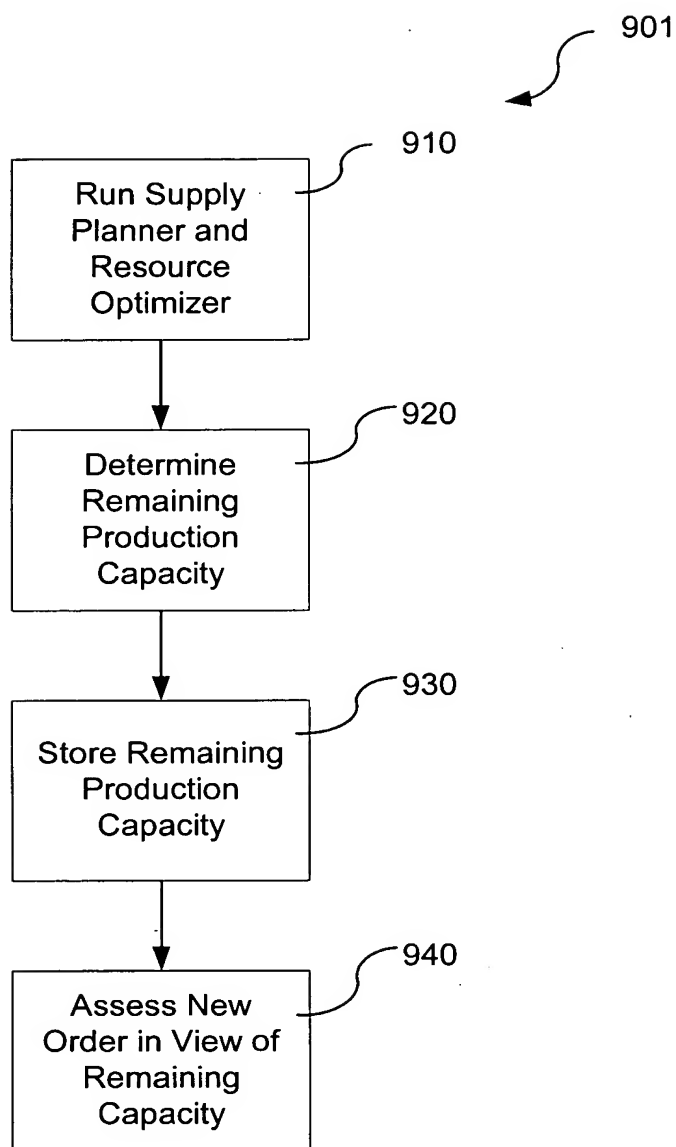 901
910
Run Supply
Planner and
Resource
Optimizer
920
Determine
Remaining
Production
Capacity
930
Store Remaining
Production
Capacity
940
Assess New
Order in View of
Remaining
Capacity